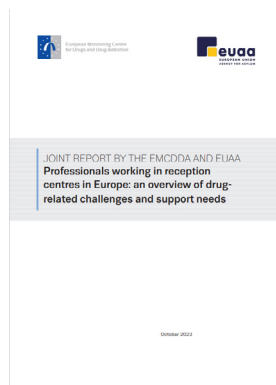 European Monitoring Centre
for Drugs and Drug Addiction
euaa
EUROPEAN UNION
AGENCY FOR ASYLUM
JOINT REPORT BY THE EMCDDA AND EUAA
Professionals working in reception
centres in Europe: an overview of drug-
related challenges and support needs
October 2023